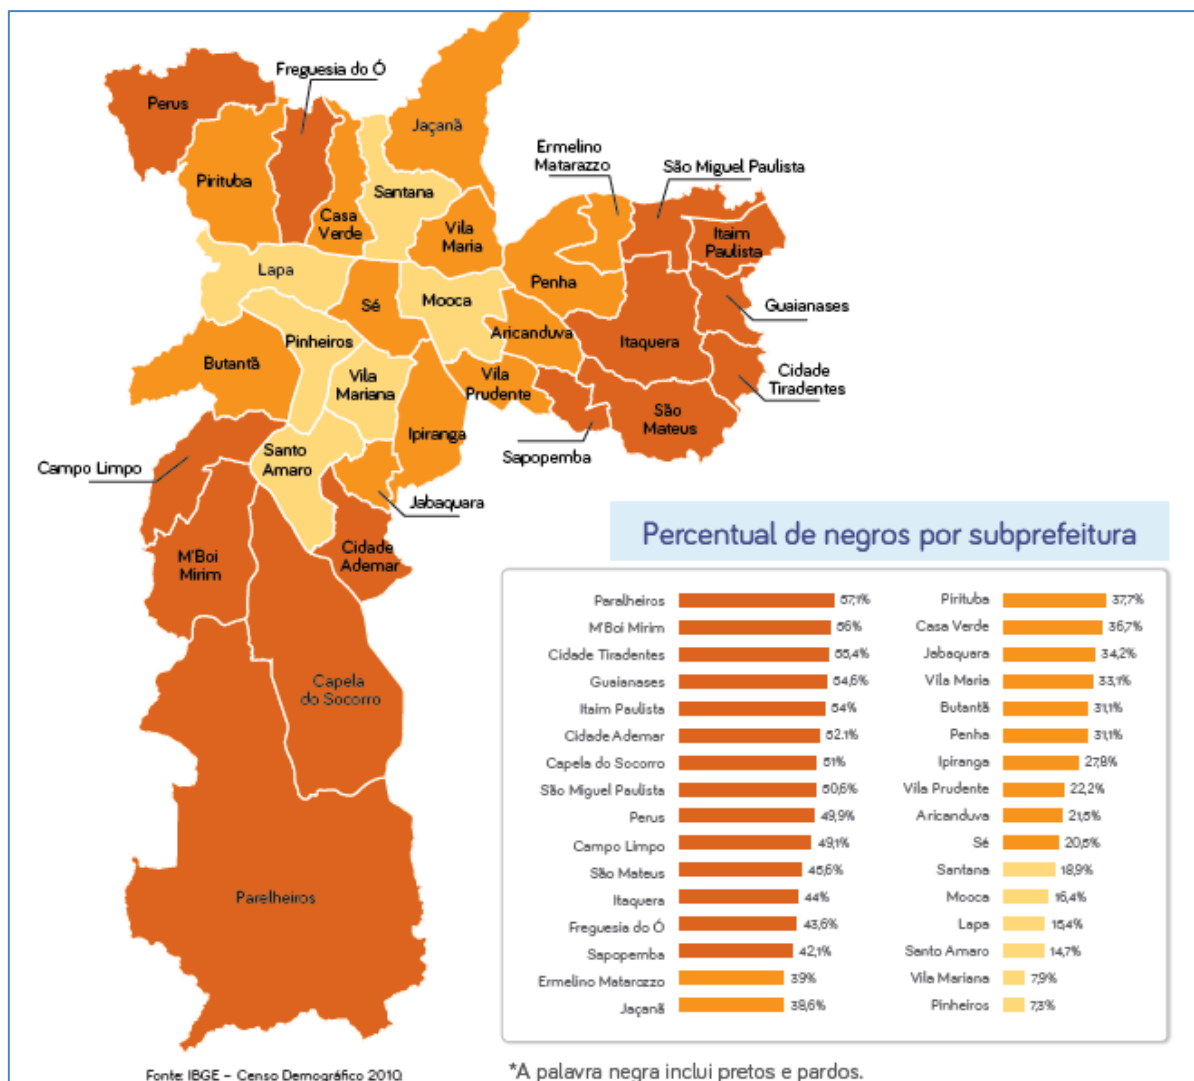 Freguesia do Ó
Perus
Jaçanã
Ermelino
Matarazzo
São Miguel Paulista
Pirituba
Santana
Casa
Verde
Vila
Maria
Itaim
Paulista
Lapa
Penha
Sé
Mooca
Guaianases
Pinheiros
Aricanduva
Itaquera
Butantã
Vila
Mariana
Vila
Prudente
Cidade
Tiradentes
São
Mateus
Ipiranga
Santo
Amaro
Sapopemba
Campo Limpo
Jabaquara
M'Boi
Mirim
Cidade
Ademar
Capela
do Socorro
Parelheiros
Percentual de negros por subprefeitura
Paralheiros 57,1%
M'Boi Mirim 56%
Cidade Tiradentes 55,4%
Guaianases 54,6%
Itaim Paulista 54%
Cidade Ademar 52.1%
Capela do Socorro 51%
São Miguel Paulista 50,6%
Perus 49,9%
Campo Limpo 49,1%
São Mateus 45,6%
Itaquera 44%
Freguesia do Ó 43,6%
Sapopemba 42,1%
Ermelino Matarozzo 39%
Jaçanã 38,6%
Pirituba 37,7%
Casa Verde 36,7%
Jabaquara 34,2%
Vila Maria 33,1%
Butantã 31,1%
Penha 31,1%
Ipiranga 27,8%
Vila Prudente 22,2%
Aricanduva 21,5%
Sé 20,5%
Santana 18,9%
Mooca 16,4%
Lapa 15,4%
Santo Amaro 14,7%
Vila Mariana 7,9%
Pinheiros 7,3%
Fonte: IBGE – Censo Demográfico 2010.
*A palavra negra inclui pretos e pardos.